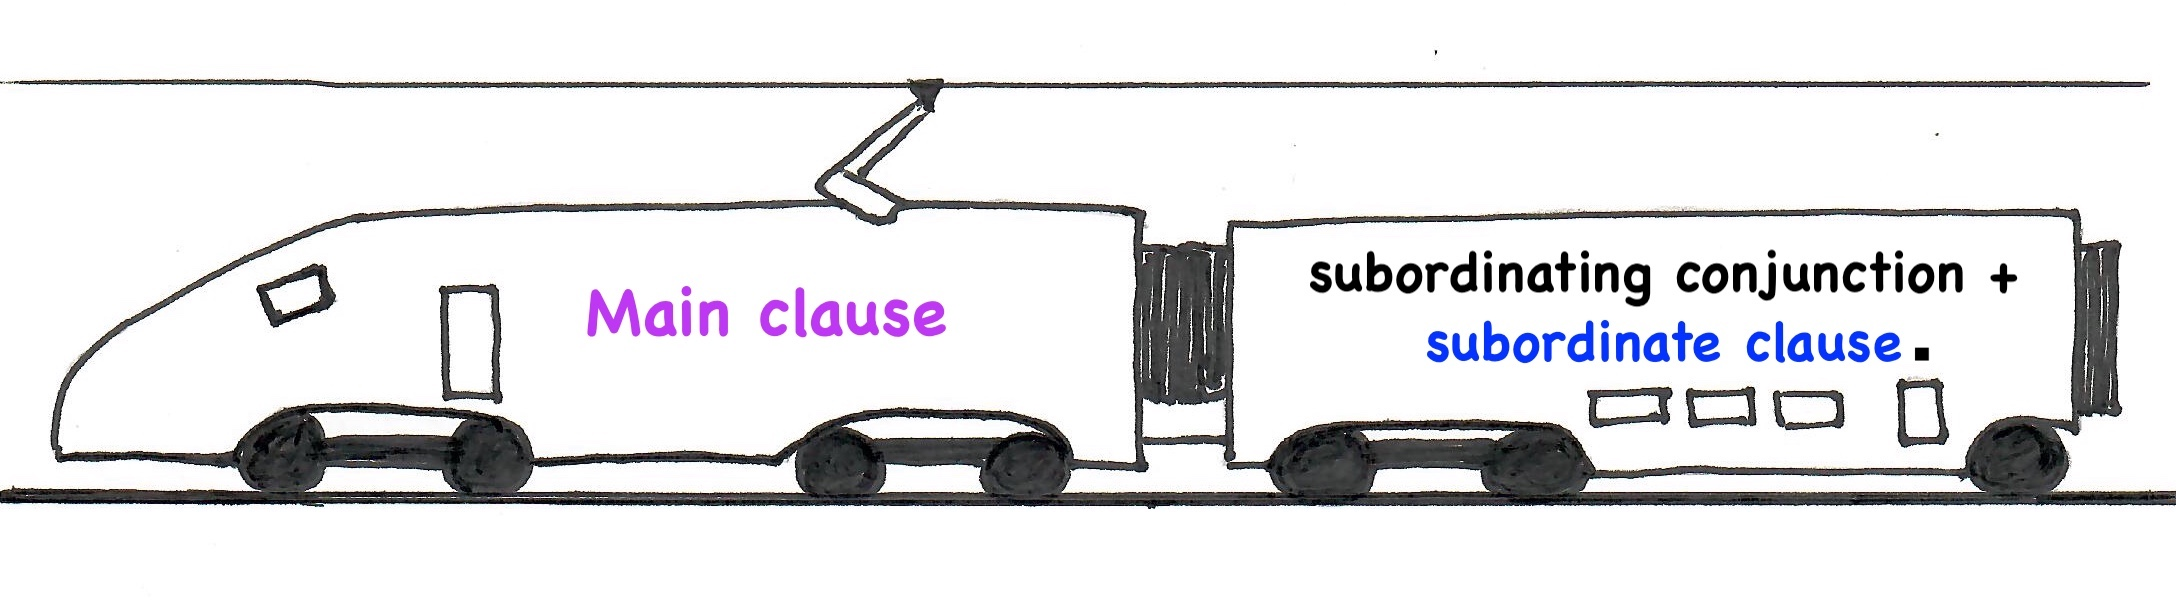 Main clause
subordinating conjunction +
subordinate clause.